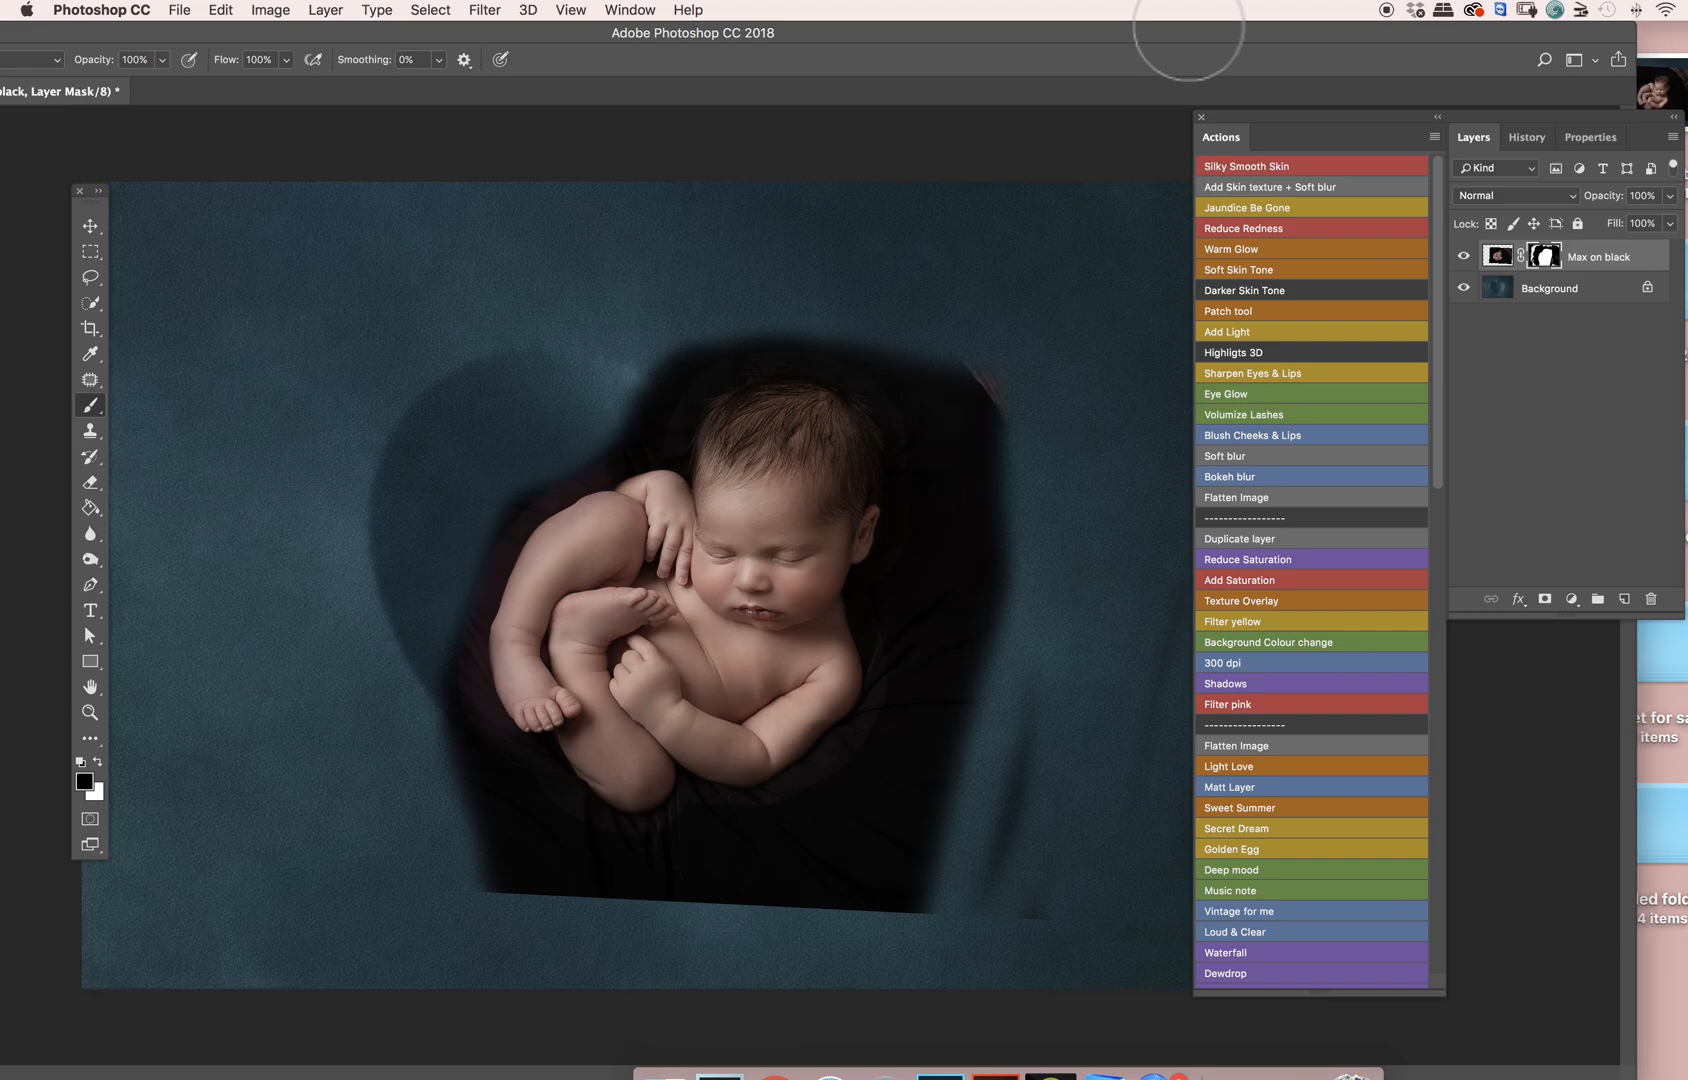 Photoshop CC File Edit Image Layer Type Select Filter 3D View Window Help
Adobe Photoshop CC 2018
Opacity: 100% Flow: 100% Smoothing: 0%
lack, Layer Mask/8) *
Actions
Silky Smooth Skin
Add Skin texture + Soft blur
Jaundice Be Gone
Reduce Redness
Warm Glow
Soft Skin Tone
Darker Skin Tone
Patch tool
Add Light
Highligts 3D
Sharpen Eyes & Lips
Eye Glow
Volumize Lashes
Blush Cheeks & Lips
Soft blur
Bokeh blur
Flatten Image
-----------------
Duplicate layer
Reduce Saturation
Add Saturation
Texture Overlay
Filter yellow
Background Colour change
300 dpi
Shadows
Filter pink
-----------------
Flatten Image
Light Love
Matt Layer
Sweet Summer
Secret Dream
Golden Egg
Deep mood
Music note
Vintage for me
Loud & Clear
Waterfall
Dewdrop
Layers History Properties
Kind
Normal Opacity: 100%
Lock: Fill: 100%
Max on black
Background
et for sa
items
led folo
4 items